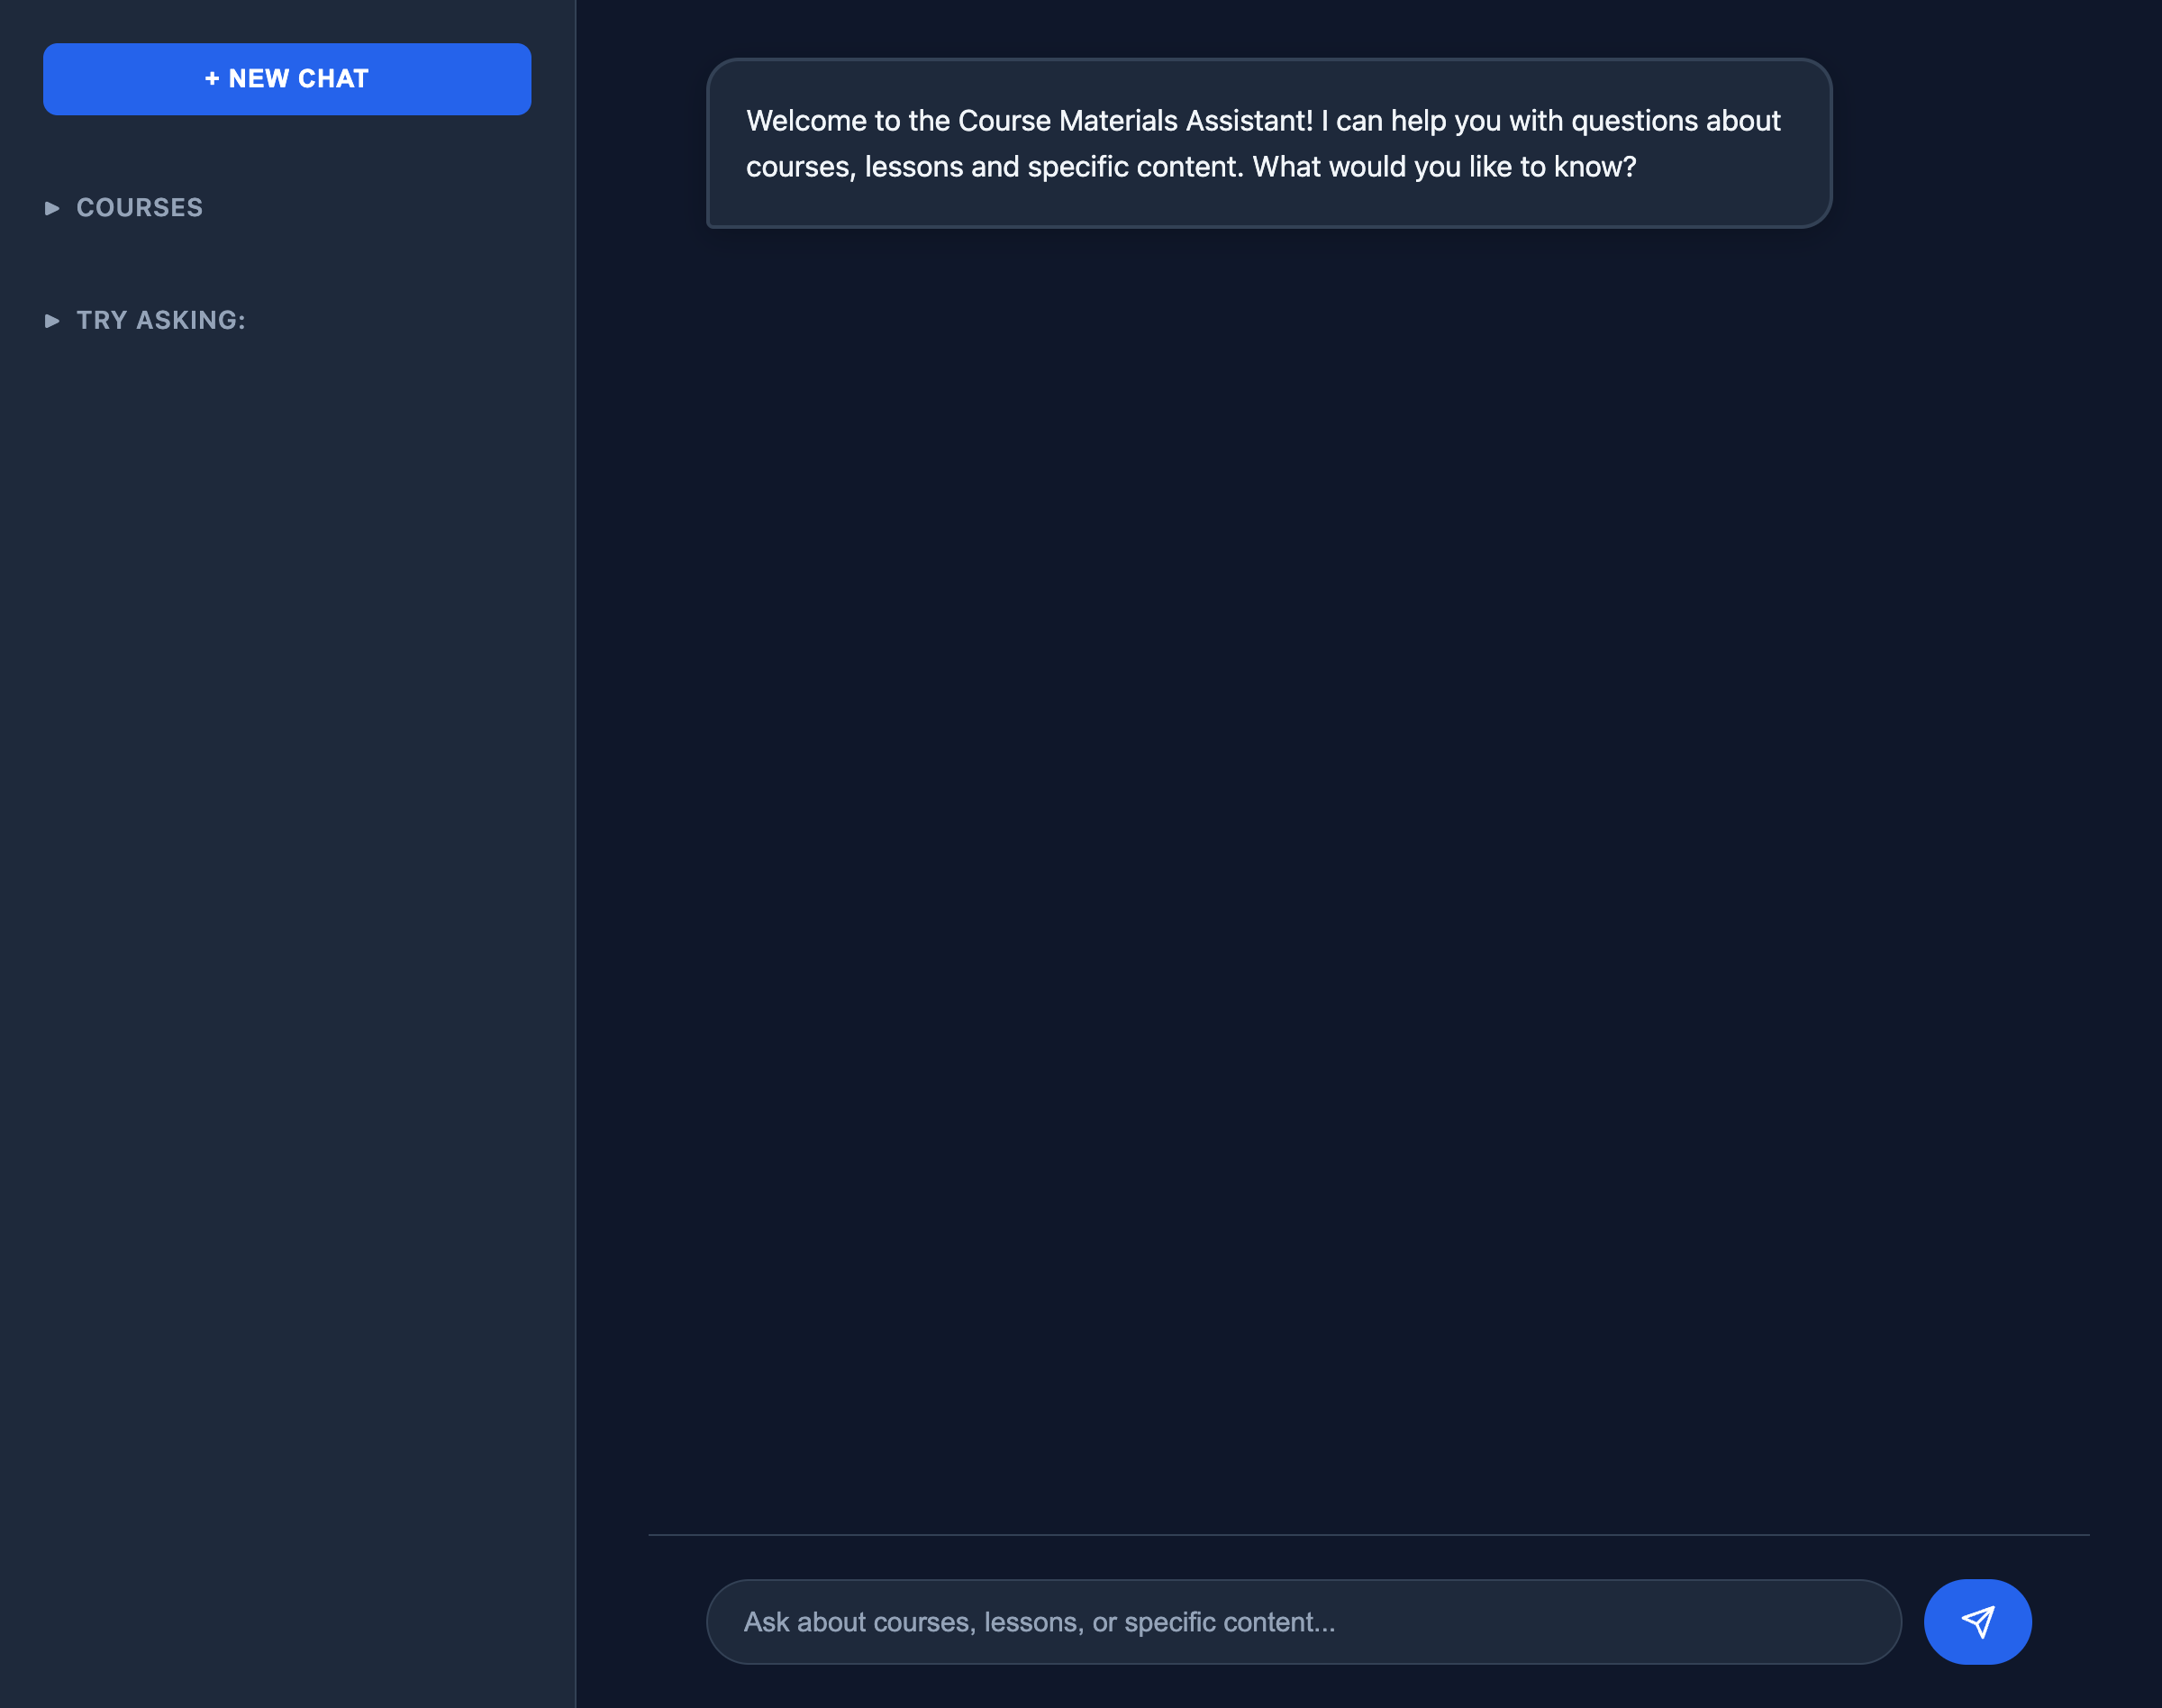 + NEW CHAT
COURSES
TRY ASKING:
Welcome to the Course Materials Assistant! I can help you with questions about
courses, lessons and specific content. What would you like to know?
Ask about courses, lessons, or specific content...